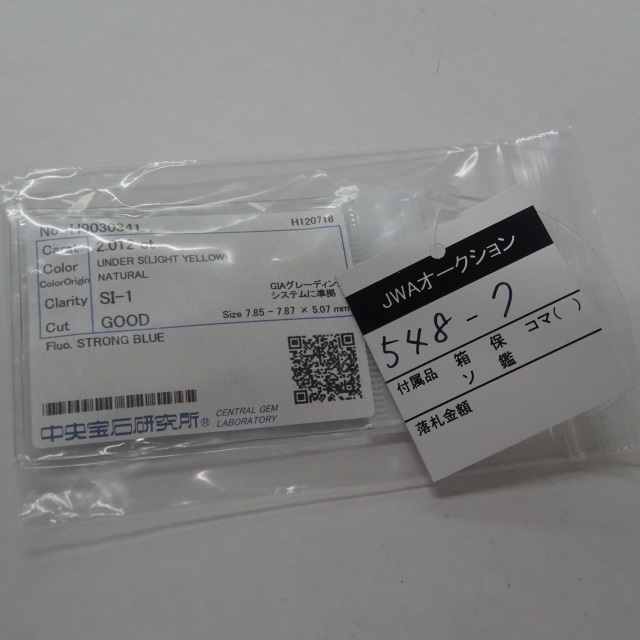 No. H9030341
H120716
Carat 2.012 ct
Color UNDER S(LIGHT YELLOW)
ColorOrigin NATURAL
Clarity SI-1
GIAグレーディング
システムに準拠
Cut GOOD
Size 7.85 - 7.87 × 5.07 mm
Fluo. STRONG BLUE
中央宝石研究所®
CENTRAL GEM
LABORATORY
JWAオークション
548-7
付属品 箱 保 コマ( )
ソ 鑑
落札金額